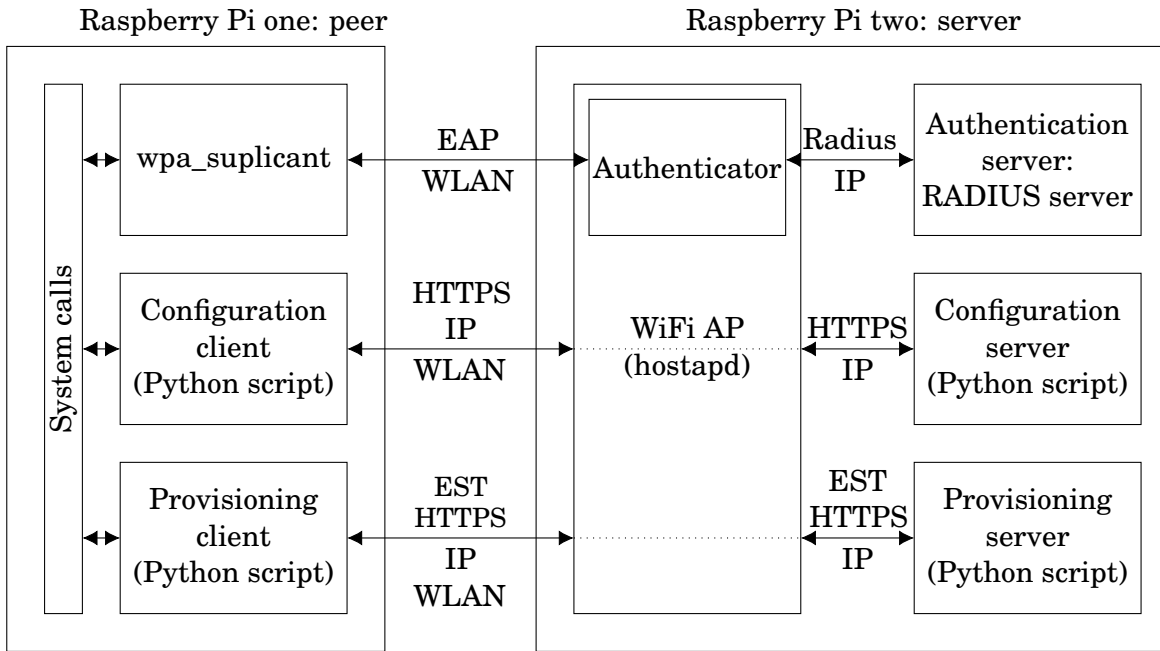 Raspberry Pi one: peer
Raspberry Pi two: server
System calls
wpa_suplicant
EAP
WLAN
Authenticator
Radius
IP
Authentication
server:
RADIUS server
Configuration
client
(Python script)
HTTPS
IP
WLAN
WiFi AP
(hostapd)
HTTPS
IP
Configuration
server
(Python script)
Provisioning
client
(Python script)
EST
HTTPS
IP
WLAN
EST
HTTPS
IP
Provisioning
server
(Python script)